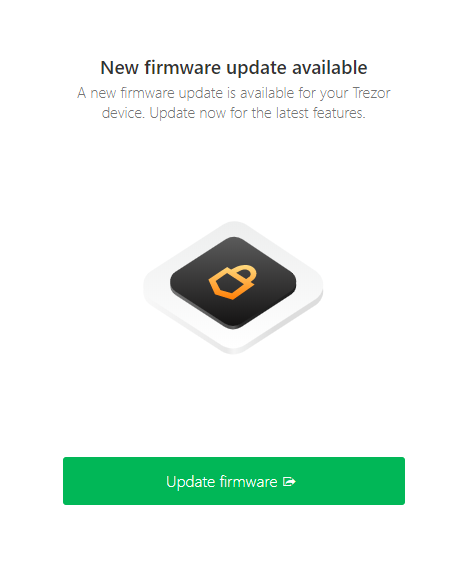 New firmware update available
A new firmware update is available for your Trezor
device. Update now for the latest features.
Update firmware